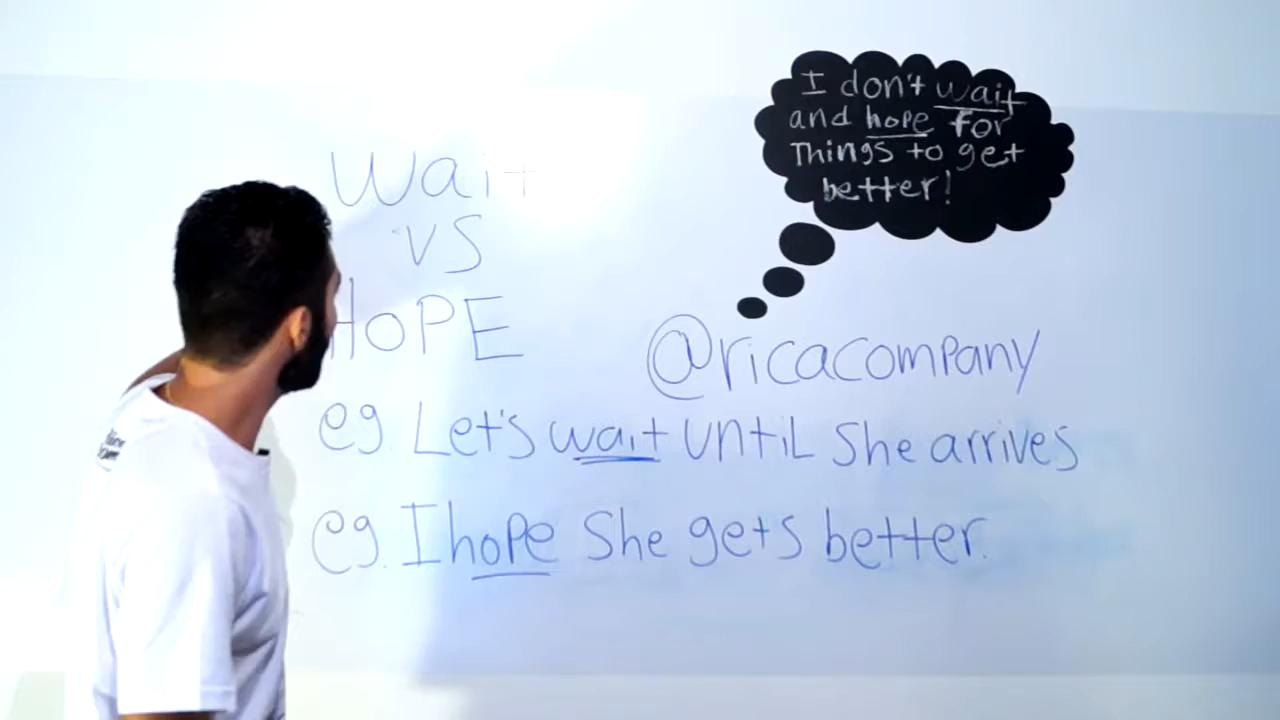 I don't wait
and hope for
Things to get
better!
Wait
vs
HOPE
@ricacompany
eg. Let's wait until She arrives
eg. I hope She gets better.